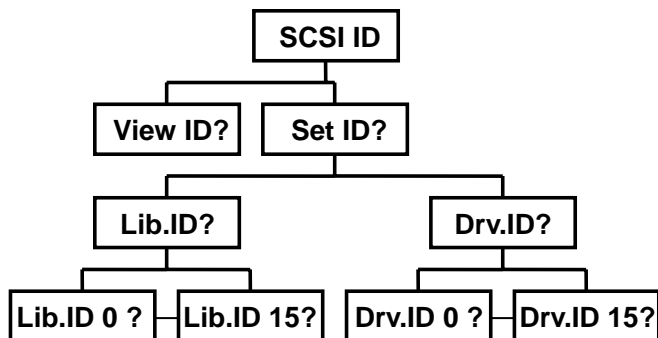 SCSI ID
View ID? Set ID?
Lib.ID? Drv.ID?
Lib.ID 0 ? Lib.ID 15? Drv.ID 0 ? Drv.ID 15?